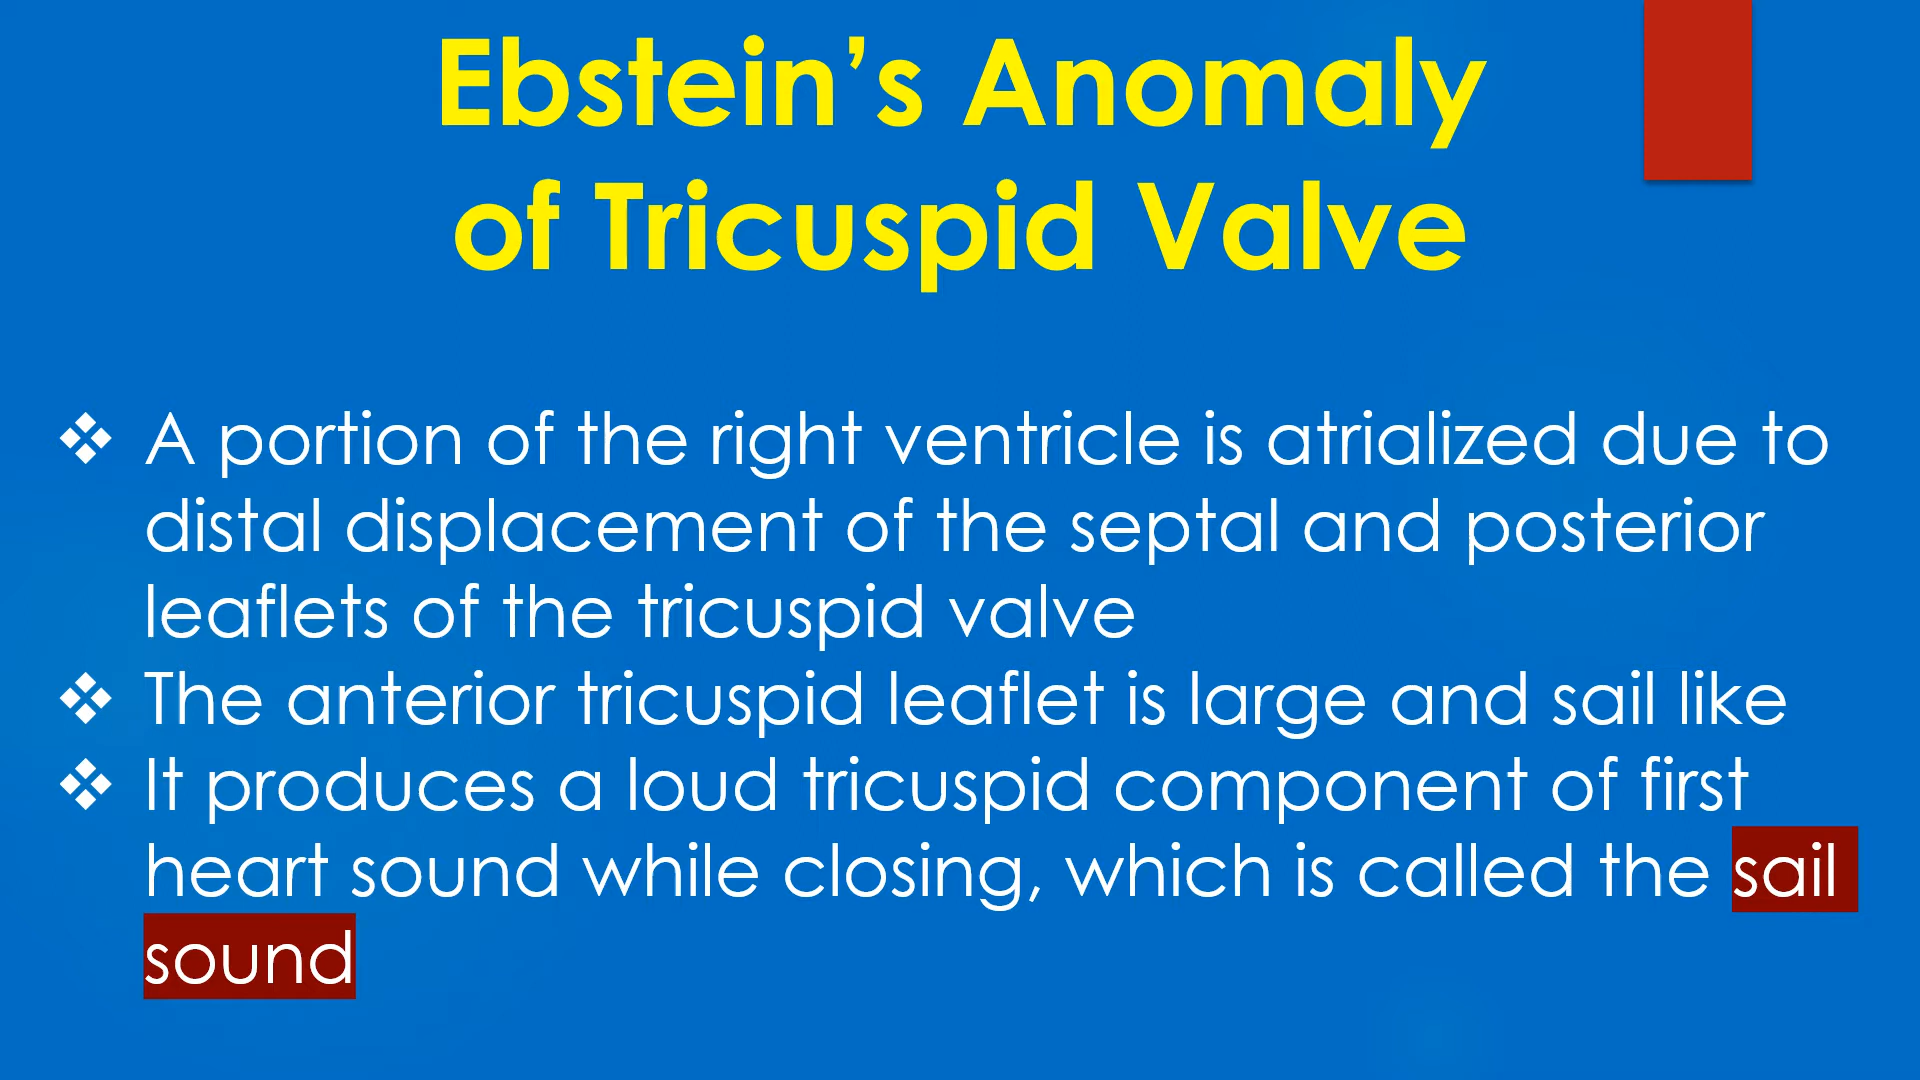 Ebstein’s Anomaly
of Tricuspid Valve
❖ A portion of the right ventricle is atrialized due to
distal displacement of the septal and posterior
leaflets of the tricuspid valve
❖ The anterior tricuspid leaflet is large and sail like
❖ It produces a loud tricuspid component of first
heart sound while closing, which is called the sail
sound